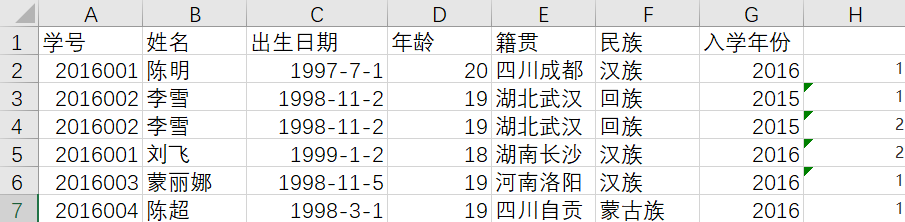 A B C D E F G H
1 学号 姓名 出生日期 年龄 籍贯 民族 入学年份
2 2016001 陈明 1997-7-1 20 四川成都 汉族 2016 1
3 2016002 李雪 1998-11-2 19 湖北武汉 回族 2015 1
4 2016002 李雪 1998-11-2 19 湖北武汉 回族 2015 2
5 2016001 刘飞 1999-1-2 18 湖南长沙 汉族 2016 2
6 2016003 蒙丽娜 1998-11-5 19 河南洛阳 汉族 2016 1
7 2016004 陈超 1998-3-1 19 四川自贡 蒙古族 2016 1